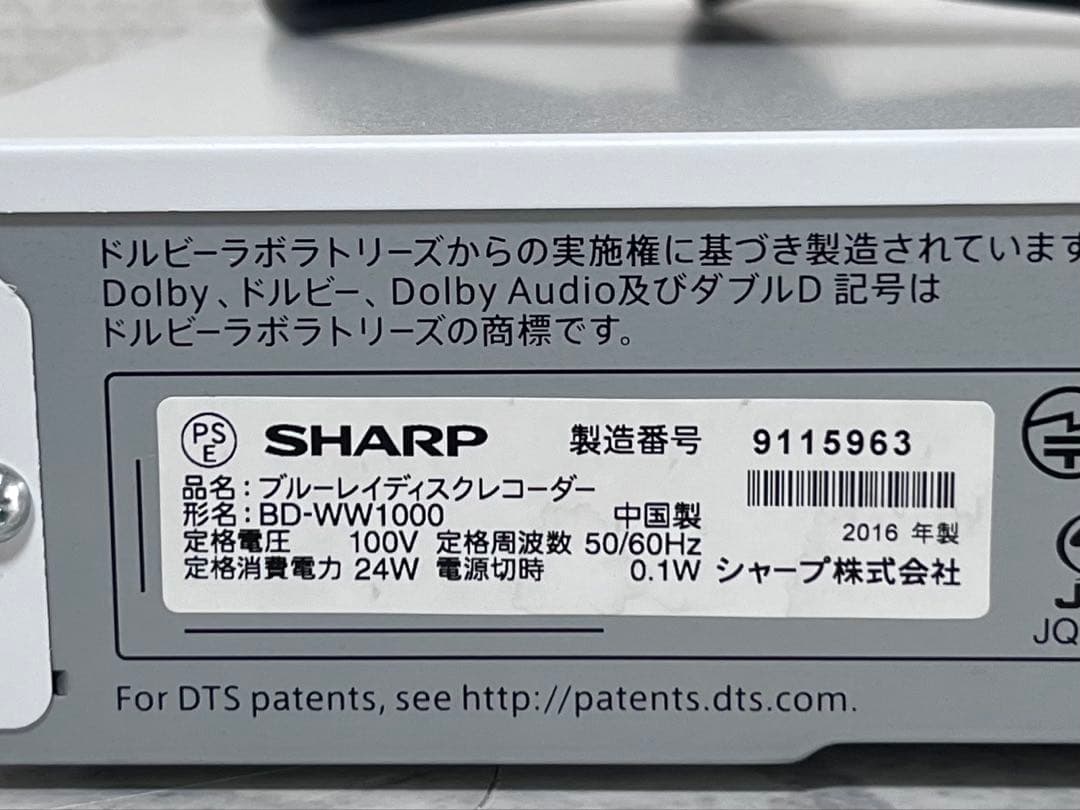 ドルビーラボラトリーズからの実施権に基づき製造されています
Dolby、ドルビー、Dolby Audio及びダブルD 記号は
ドルビーラボラトリーズの商標です。
PS
E
SHARP 製造番号 9115963
品名：ブルーレイディスクレコーダー
形名：BD-WW1000 中国製
2016 年製
定格電圧 100V 定格周波数 50/60Hz
定格消費電力 24W 電源切時 0.1W シャープ株式会社
JQ
For DTS patents, see http://patents.dts.com.